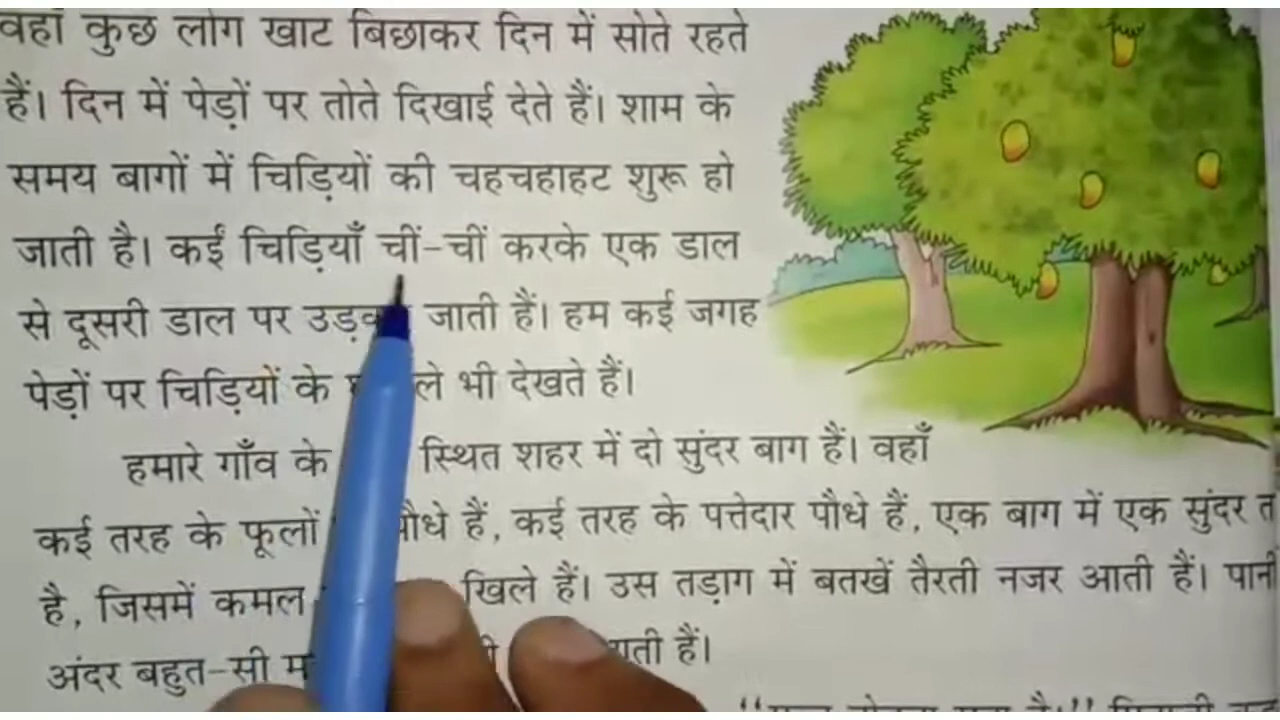 वहाँ कुछ लोग खाट बिछाकर दिन में सोते रहते
हैं। दिन में पेड़ों पर तोते दिखाई देते हैं। शाम के
समय बागों में चिड़ियों की चहचहाहट शुरू हो
जाती है। कईं चिड़ियाँ चीं-चीं करके एक डाल
से दूसरी डाल पर जाती हैं। हम कई जगह
पेड़ों पर चिड़ियों के भी देखते हैं।
हमारे गाँव के स्थित शहर में दो सुंदर बाग हैं। वहाँ
कई तरह के फूलों पौधे हैं, कई तरह के पत्तेदार पौधे हैं, एक बाग में एक सुंदर
है, जिसमें कमल खिले हैं। उस तड़ाग में बतखें तैरती नजर आती हैं। पानी
अंदर बहुत-सी हैं।